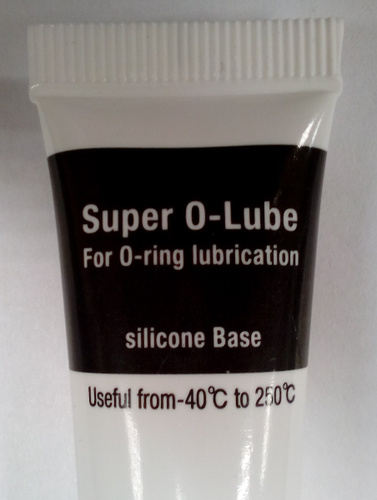 Super O-Lube
For O-ring lubrication
silicone Base
Useful from-40℃ to 250℃